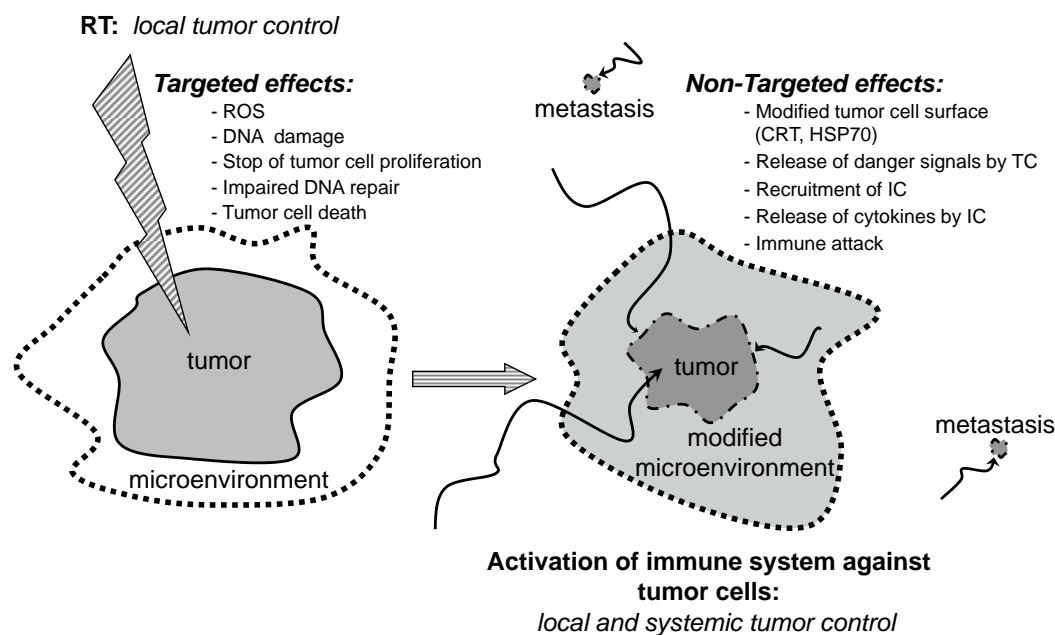 RT: local tumor control
Targeted effects:
- ROS
- DNA damage
- Stop of tumor cell proliferation
- Impaired DNA repair
- Tumor cell death
tumor
microenvironment
metastasis
Non-Targeted effects:
- Modified tumor cell surface
(CRT, HSP70)
- Release of danger signals by TC
- Recruitment of IC
- Release of cytokines by IC
- Immune attack
tumor
modified
microenvironment
metastasis
Activation of immune system against
tumor cells:
local and systemic tumor control